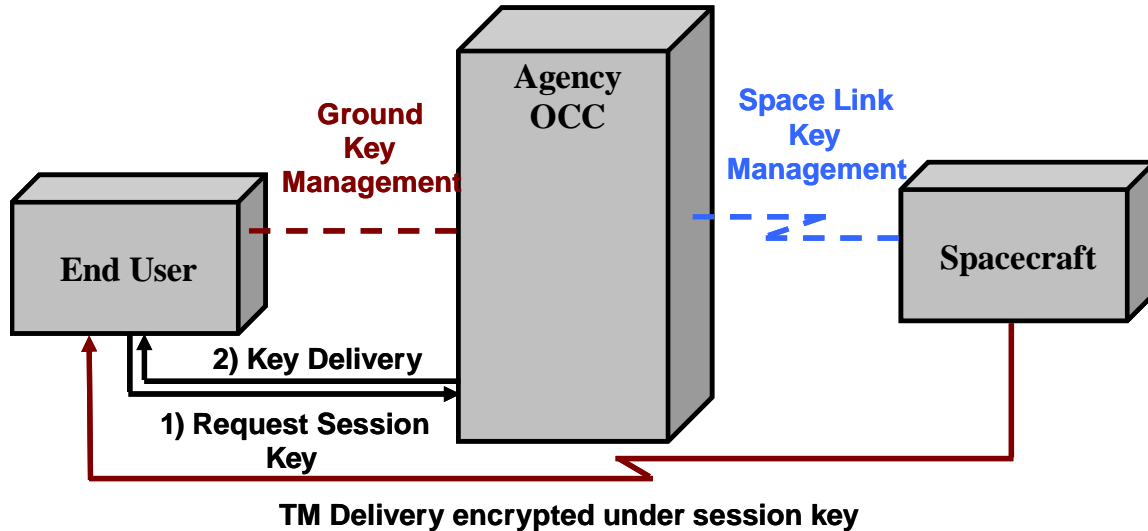 Agency
OCC
Ground
Key
Management
Space Link
Key
Management
End User
Spacecraft
2) Key Delivery
1) Request Session
Key
TM Delivery encrypted under session key